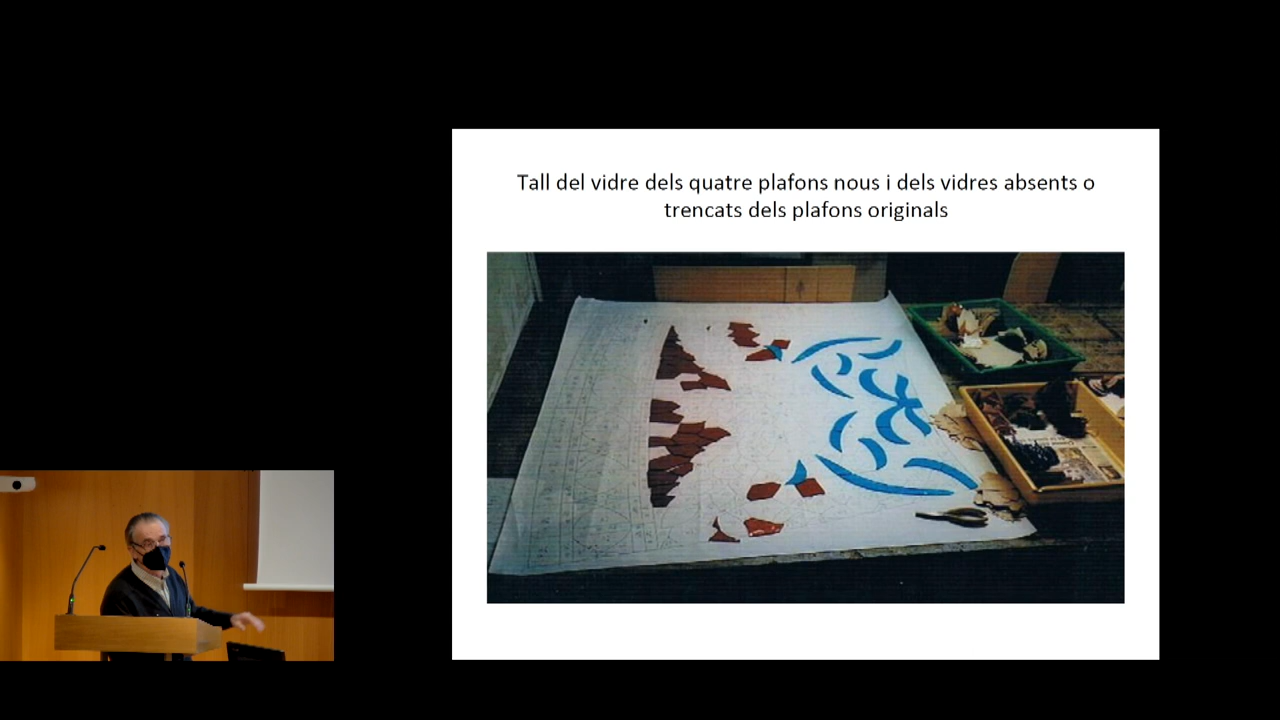 Tall del vidre dels quatre plafons nous i dels vidres absents o
trencats dels plafons originals